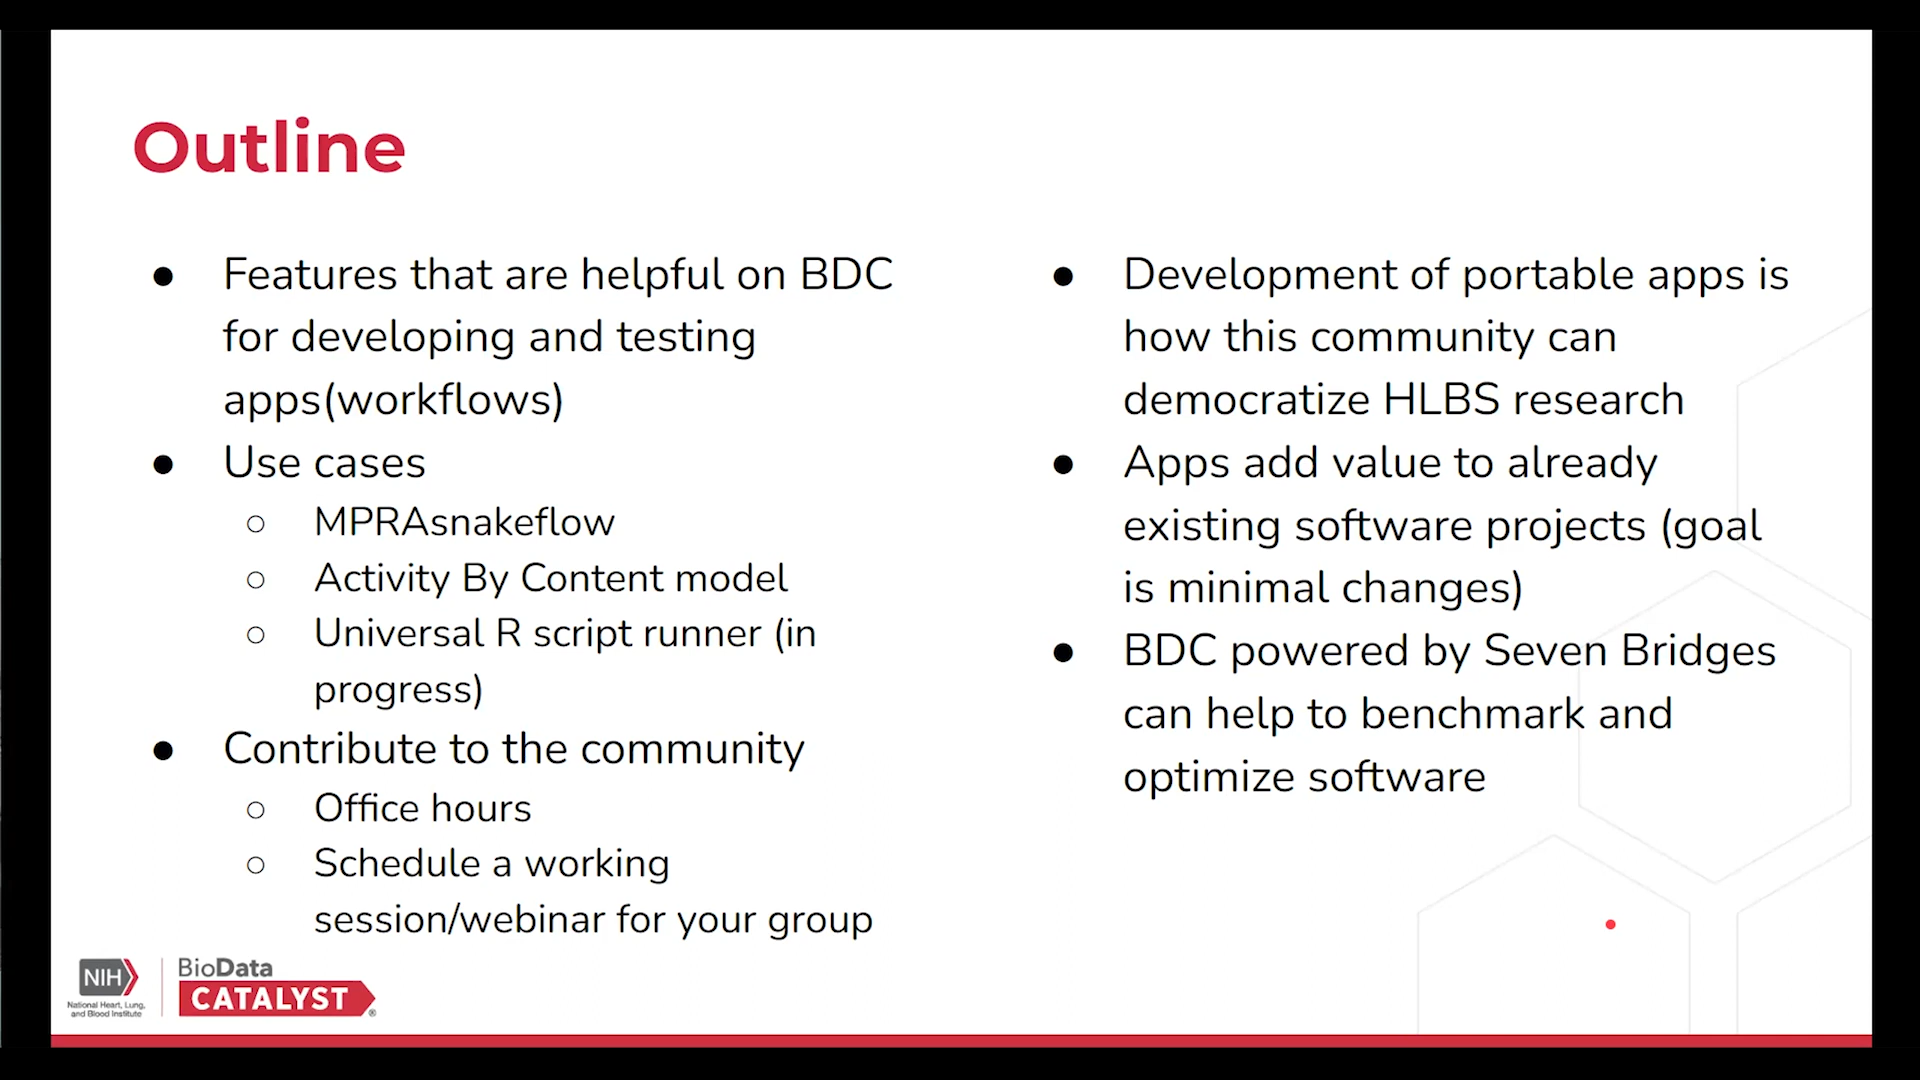 Outline
● Features that are helpful on BDC
for developing and testing
apps(workflows)
● Use cases
○ MPRAsnakeflow
○ Activity By Content model
○ Universal R script runner (in
progress)
● Contribute to the community
○ Office hours
○ Schedule a working
session/webinar for your group
● Development of portable apps is
how this community can
democratize HLBS research
● Apps add value to already
existing software projects (goal
is minimal changes)
● BDC powered by Seven Bridges
can help to benchmark and
optimize software
NIH
National Heart, Lung,
and Blood Institute
BioData
CATALYST®